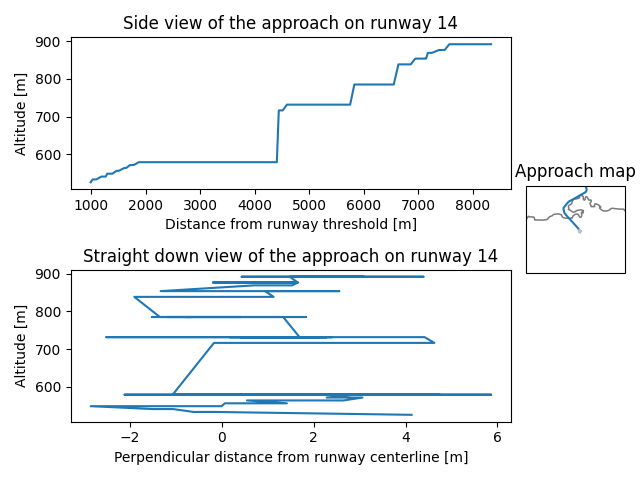 Side view of the approach on runway 14
Altitude [m]
900
800
700
600
1000 2000 3000 4000 5000 6000 7000 8000
Distance from runway threshold [m]
Approach map
Straight down view of the approach on runway 14
Altitude [m]
900
800
700
600
−2 0 2 4 6
Perpendicular distance from runway centerline [m]